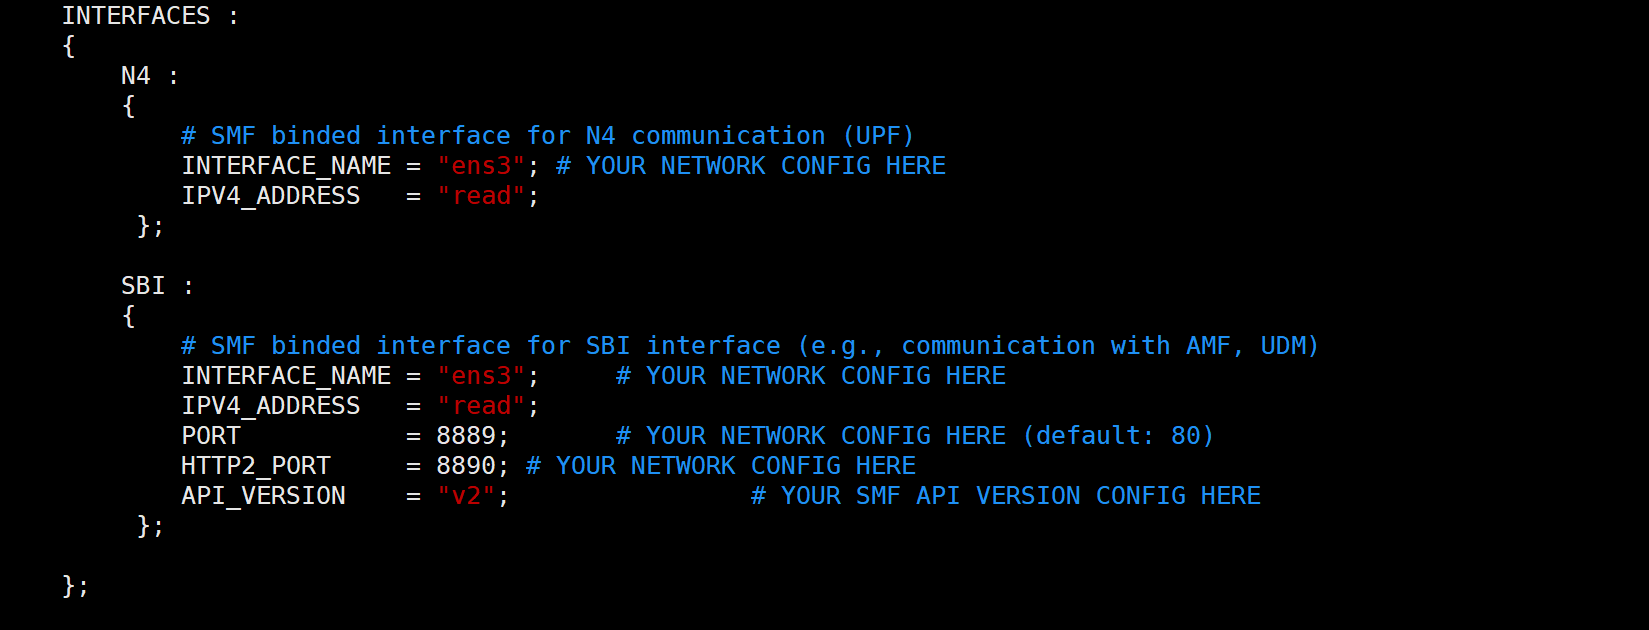 INTERFACES :
{
    N4 :
    {
        # SMF binded interface for N4 communication (UPF)
        INTERFACE_NAME = "ens3"; # YOUR NETWORK CONFIG HERE
        IPV4_ADDRESS   = "read";
     };

    SBI :
    {
        # SMF binded interface for SBI interface (e.g., communication with AMF, UDM)
        INTERFACE_NAME = "ens3";     # YOUR NETWORK CONFIG HERE
        IPV4_ADDRESS   = "read";
        PORT           = 8889;       # YOUR NETWORK CONFIG HERE (default: 80)
        HTTP2_PORT     = 8890; # YOUR NETWORK CONFIG HERE
        API_VERSION    = "v2";                # YOUR SMF API VERSION CONFIG HERE
     };

};